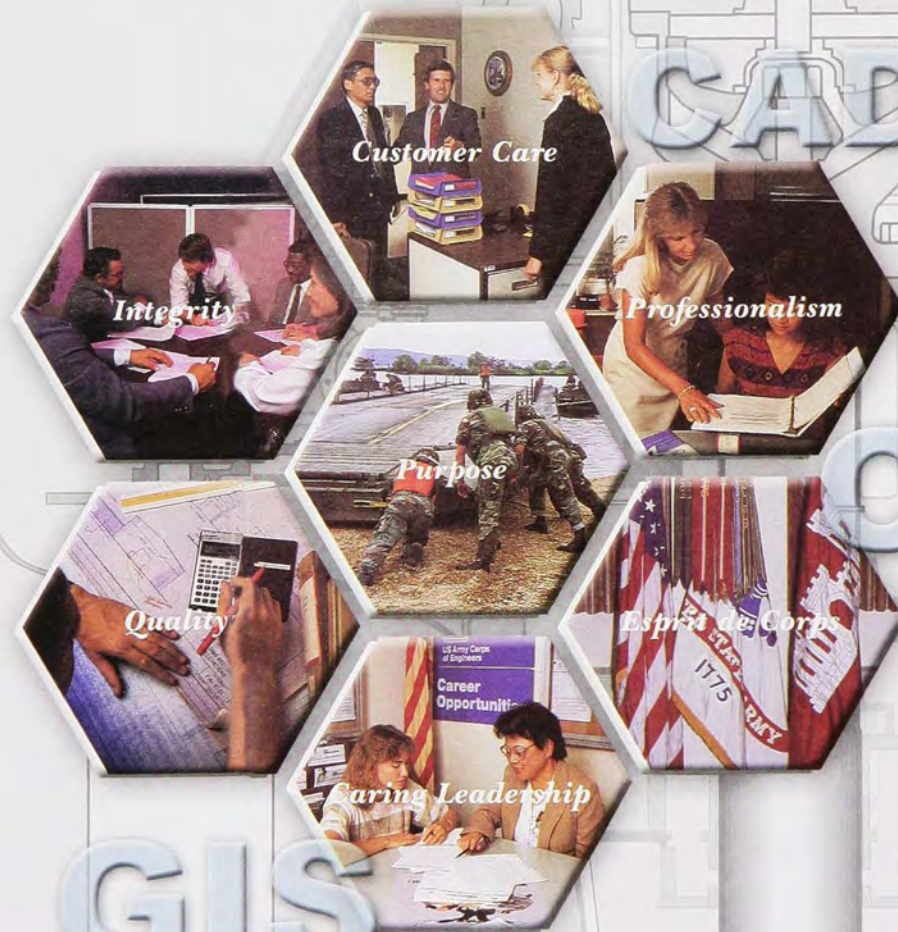 CAD
Customer Care
Integrity
Professionalism
Purpose
Quality
Esprit de Corps
1775
ARMY
US Army Corps
of Engineers
Career
Caring Leadership
GIS